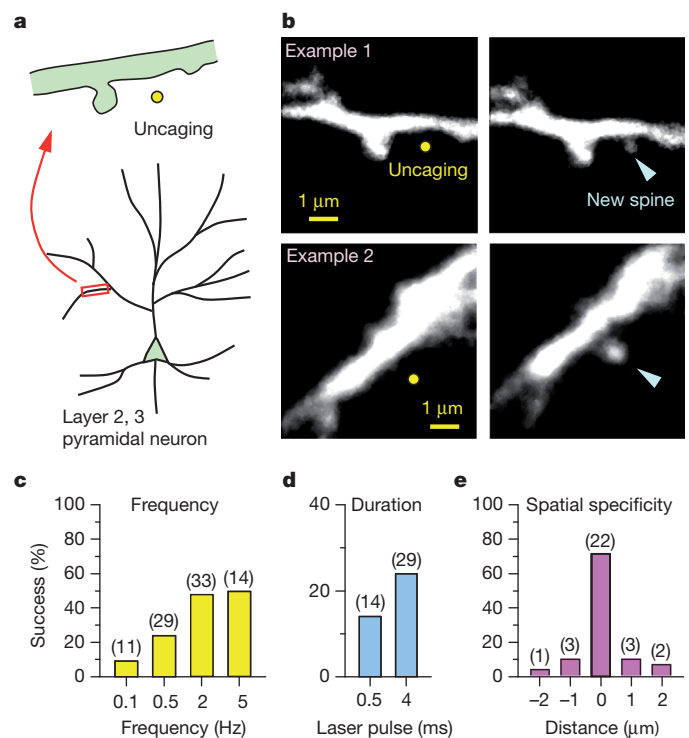 a
Uncaging
Layer 2, 3
pyramidal neuron
b
Example 1
Uncaging
1 μm
New spine
Example 2
1 μm
c
Frequency
Success (%)
100
80
60
40
20
0
(11)
(29)
(33)
(14)
0.1 0.5 2 5
Frequency (Hz)
d
Duration
40
20
0
(14)
(29)
0.5 4
Laser pulse (ms)
e
Spatial specificity
100
80
60
40
20
0
(1)
(3)
(22)
(3)
(2)
–2 –1 0 1 2
Distance (μm)